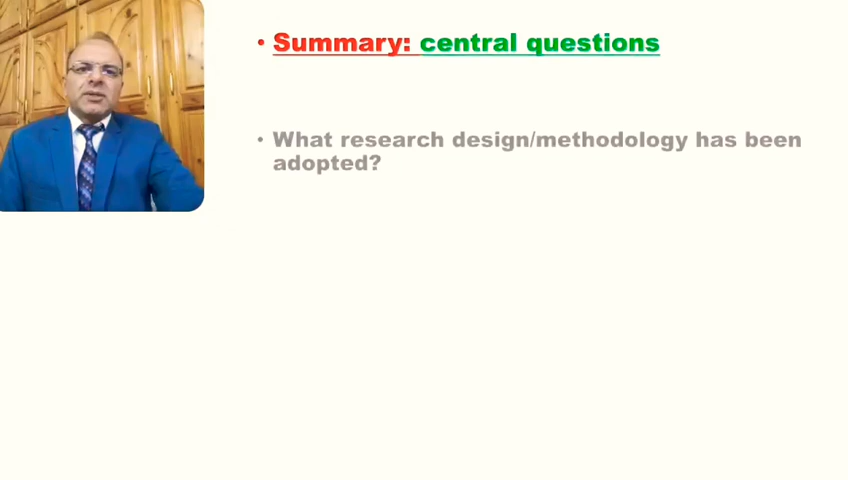 • Summary: central questions
• What research design/methodology has been
adopted?